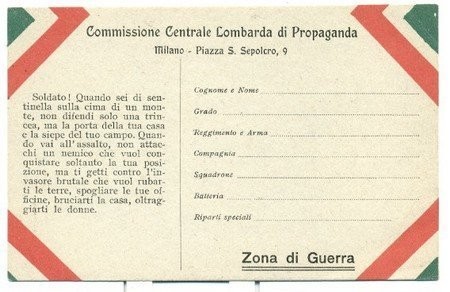 Commissione Centrale Lombarda di Propaganda
Milano - Piazza S. Sepolcro, 9
Soldato! Quando sei di sen-
tinella sulla cima di un mon-
te, non difendi solo una trin-
cea, ma la porta della tua casa
e la siepe del tuo campo. Quando
vai all'assalto, non attac-
chi un nemico che vuol con-
quistare soltanto la tua posi-
zione, ma ti getti contro l'in-
vasore brutale che vuol rubar-
ti le terre, spogliare le tue of-
ficine, bruciarti la casa, oltrag-
giarti le donne.
Cognome e Nome
Grado
Reggimento e Arma
Compagnia
Squadrone
Batteria
Riparti speciali
Zona di Guerra